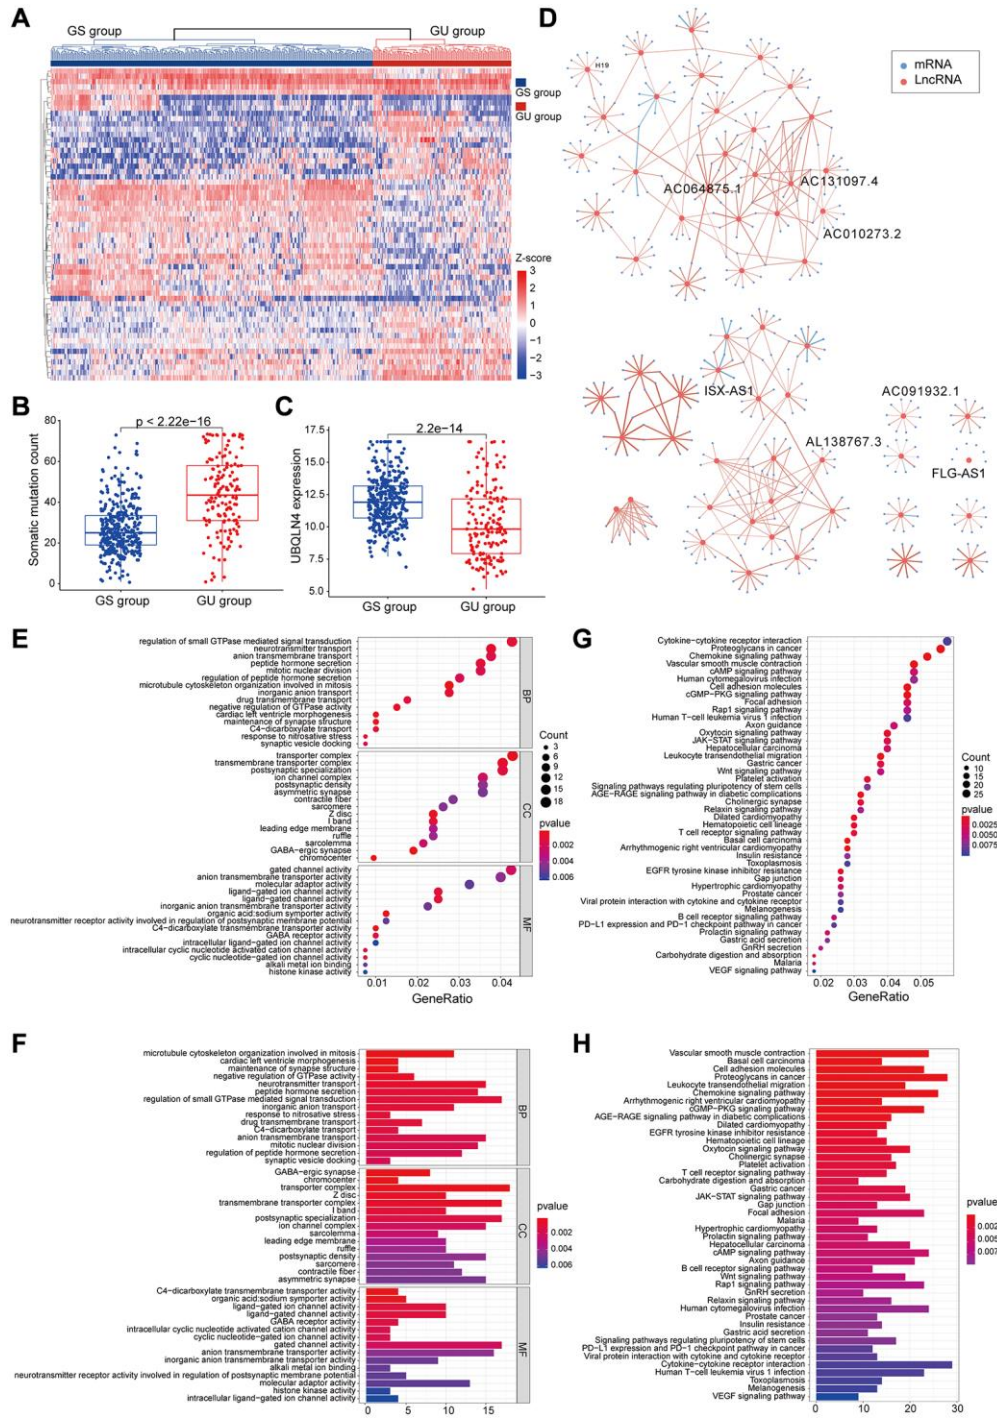 A
GS group
GU group
GS group
GU group
Z-score
3
2
1
0
−1
−2
−3
B
p < 2.22e−16
Somatic mutation count
80
60
40
20
0
GS group
GU group
C
2.2e−14
UBQLN4 expression
17.5
15.0
12.5
10.0
7.5
5.0
GS group
GU group
D
mRNA
LncRNA
H19
AC064875.1
AC131097.4
AC010273.2
ISX-AS1
AC091932.1
AL138767.3
FLG-AS1
E
regulation of small GTPase mediated signal transduction
neurotransmitter transport
anion transmembrane transport
peptide hormone secretion
mitotic nuclear division
regulation of peptide hormone secretion
microtubule cytoskeleton organization involved in mitosis
inorganic anion transport
drug transmembrane transport
negative regulation of GTPase activity
cardiac left ventricle morphogenesis
maintenance of synapse structure
C4−dicarboxylate transport
response to nitrosative stress
synaptic vesicle docking
BP
transporter complex
transmembrane transporter complex
postsynaptic specialization
ion channel complex
postsynaptic density
asymmetric synapse
contractile fiber
sarcomere
Z disc
I band
leading edge membrane
ruffle
sarcolemma
GABA−ergic synapse
chromocenter
CC
gated channel activity
anion transmembrane transporter activity
molecular adaptor activity
ligand−gated ion channel activity
ligand−gated channel activity
inorganic anion transmembrane transporter activity
organic acid:sodium symporter activity
neurotransmitter receptor activity involved in regulation of postsynaptic membrane potential
C4−dicarboxylate transmembrane transporter activity
GABA receptor activity
intracellular ligand−gated ion channel activity
intracellular cyclic nucleotide activated cation channel activity
cyclic nucleotide−gated ion channel activity
alkali metal ion binding
histone kinase activity
MF
0.01 0.02 0.03 0.04
GeneRatio
Count
3
6
9
12
15
18
pvalue
0.002
0.004
0.006
G
Cytokine−cytokine receptor interaction
Proteoglycans in cancer
Chemokine signaling pathway
Vascular smooth muscle contraction
cAMP signaling pathway
Human cytomegalovirus infection
Cell adhesion molecules
cGMP−PKG signaling pathway
Focal adhesion
Rap1 signaling pathway
Human T−cell leukemia virus 1 infection
Axon guidance
Oxytocin signaling pathway
JAK−STAT signaling pathway
Hepatocellular carcinoma
Leukocyte transendothelial migration
Gastric cancer
Wnt signaling pathway
Platelet activation
Signaling pathways regulating pluripotency of stem cells
AGE−RAGE signaling pathway in diabetic complications
Cholinergic synapse
Relaxin signaling pathway
Dilated cardiomyopathy
Hematopoietic cell lineage
T cell receptor signaling pathway
Basal cell carcinoma
Arrhythmogenic right ventricular cardiomyopathy
Insulin resistance
Toxoplasmosis
EGFR tyrosine kinase inhibitor resistance
Gap junction
Hypertrophic cardiomyopathy
Prostate cancer
Viral protein interaction with cytokine and cytokine receptor
Melanogenesis
B cell receptor signaling pathway
PD−L1 expression and PD−1 checkpoint pathway in cancer
Prolactin signaling pathway
Gastric acid secretion
GnRH secretion
Carbohydrate digestion and absorption
Malaria
VEGF signaling pathway
0.02 0.03 0.04 0.05
GeneRatio
Count
10
15
20
25
pvalue
0.0025
0.0050
0.0075
F
microtubule cytoskeleton organization involved in mitosis
cardiac left ventricle morphogenesis
maintenance of synapse structure
negative regulation of GTPase activity
neurotransmitter transport
peptide hormone secretion
regulation of small GTPase mediated signal transduction
inorganic anion transport
response to nitrosative stress
drug transmembrane transport
C4−dicarboxylate transport
anion transmembrane transport
mitotic nuclear division
regulation of peptide hormone secretion
synaptic vesicle docking
BP
GABA−ergic synapse
chromocenter
transporter complex
Z disc
transmembrane transporter complex
I band
postsynaptic specialization
ion channel complex
sarcolemma
leading edge membrane
ruffle
postsynaptic density
sarcomere
contractile fiber
asymmetric synapse
CC
C4−dicarboxylate transmembrane transporter activity
organic acid:sodium symporter activity
ligand−gated ion channel activity
ligand−gated channel activity
GABA receptor activity
intracellular cyclic nucleotide activated cation channel activity
cyclic nucleotide−gated ion channel activity
gated channel activity
anion transmembrane transporter activity
inorganic anion transmembrane transporter activity
alkali metal ion binding
neurotransmitter receptor activity involved in regulation of postsynaptic membrane potential
molecular adaptor activity
histone kinase activity
intracellular ligand−gated ion channel activity
MF
0 5 10 15
pvalue
0.002
0.004
0.006
H
Vascular smooth muscle contraction
Basal cell carcinoma
Cell adhesion molecules
Proteoglycans in cancer
Leukocyte transendothelial migration
Chemokine signaling pathway
Arrhythmogenic right ventricular cardiomyopathy
cGMP−PKG signaling pathway
AGE−RAGE signaling pathway in diabetic complications
Dilated cardiomyopathy
EGFR tyrosine kinase inhibitor resistance
Hematopoietic cell lineage
Oxytocin signaling pathway
Cholinergic synapse
Platelet activation
T cell receptor signaling pathway
Carbohydrate digestion and absorption
Gastric cancer
JAK−STAT signaling pathway
Gap junction
Focal adhesion
Malaria
Hypertrophic cardiomyopathy
Prolactin signaling pathway
Hepatocellular carcinoma
cAMP signaling pathway
Axon guidance
B cell receptor signaling pathway
Wnt signaling pathway
Rap1 signaling pathway
GnRH secretion
Relaxin signaling pathway
Human cytomegalovirus infection
Prostate cancer
Insulin resistance
Gastric acid secretion
Signaling pathways regulating pluripotency of stem cells
PD−L1 expression and PD−1 checkpoint pathway in cancer
Viral protein interaction with cytokine and cytokine receptor
Cytokine−cytokine receptor interaction
Human T−cell leukemia virus 1 infection
Toxoplasmosis
Melanogenesis
VEGF signaling pathway
0 10 20 30
pvalue
0.002
0.005
0.007